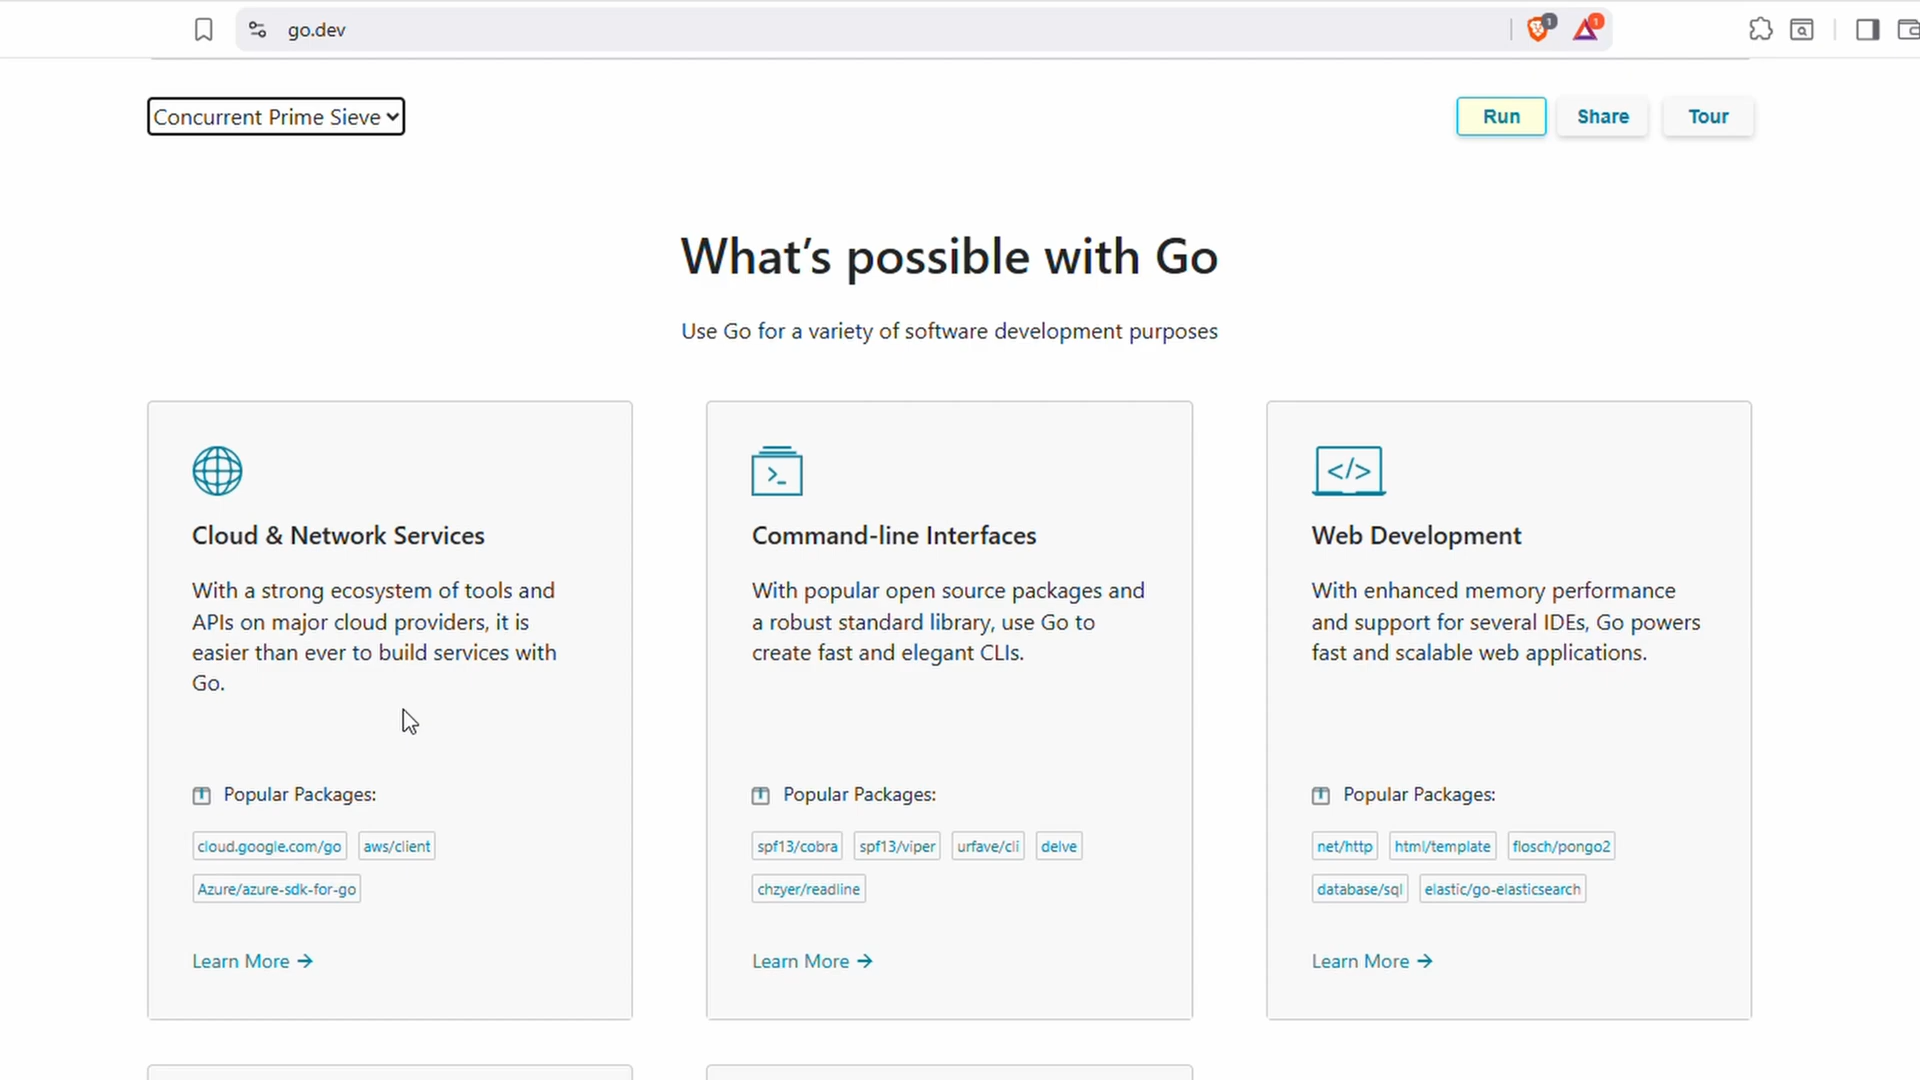 go.dev
1
1
Concurrent Prime Sieve
Run
Share
Tour
What's possible with Go
Use Go for a variety of software development purposes
Cloud & Network Services
With a strong ecosystem of tools and
APIs on major cloud providers, it is
easier than ever to build services with
Go.
Popular Packages:
cloud.google.com/go aws/client
Azure/azure-sdk-for-go
Learn More →
>_
Command-line Interfaces
With popular open source packages and
a robust standard library, use Go to
create fast and elegant CLIs.
Popular Packages:
spf13/cobra spf13/viper urfave/cli delve
chzyer/readline
Learn More →
</>
Web Development
With enhanced memory performance
and support for several IDEs, Go powers
fast and scalable web applications.
Popular Packages:
net/http html/template flosch/pongo2
database/sql elastic/go-elasticsearch
Learn More →